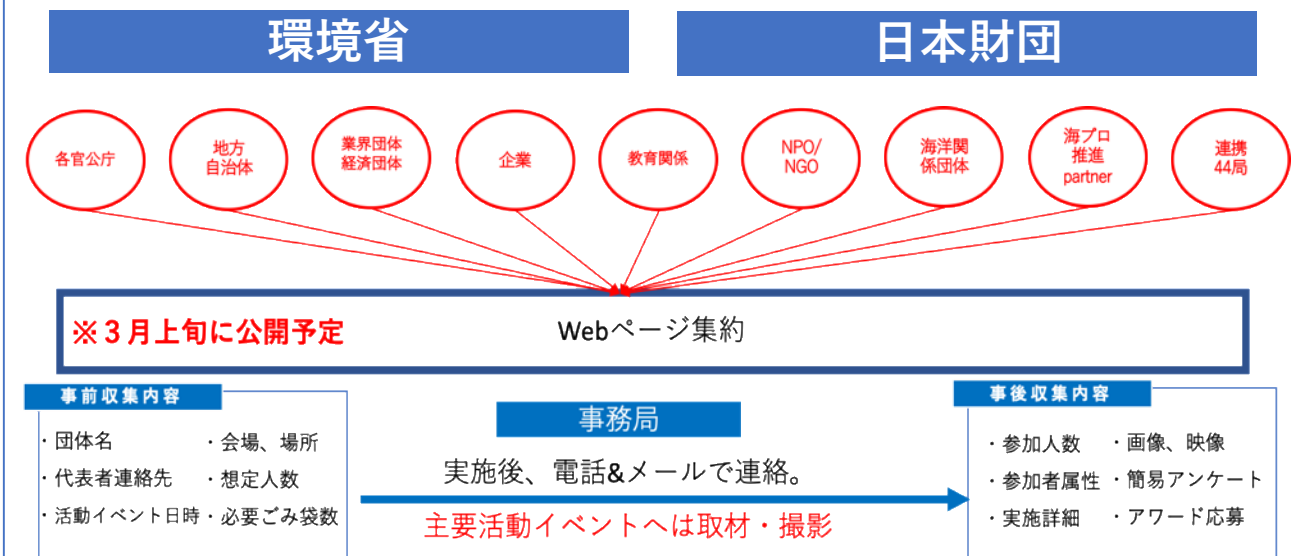 環境省
日本財団
各官公庁
地方
自治体
業界団体
経済団体
企業
教育関係
NPO/
NGO
海洋関
係団体
海プロ
推進
partner
連携
44局
※３月上旬に公開予定
Webページ集約
事前収集内容
・団体名
・会場、場所
・代表者連絡先
・想定人数
・活動イベント日時
・必要ごみ袋数
事務局
実施後、電話&メールで連絡。
主要活動イベントへは取材・撮影
事後収集内容
・参加人数
・画像、映像
・参加者属性
・簡易アンケート
・実施詳細
・アワード応募